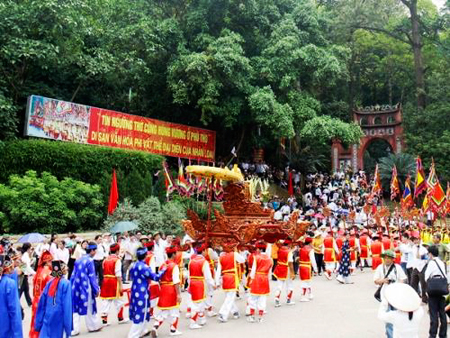 TÍN NGƯỠNG THỜ CÚNG HÙNG VƯƠNG Ở PHÚ THỌ
DI SẢN VĂN HÓA PHI VẬT THỂ ĐẠI DIỆN CỦA NHÂN LOẠI